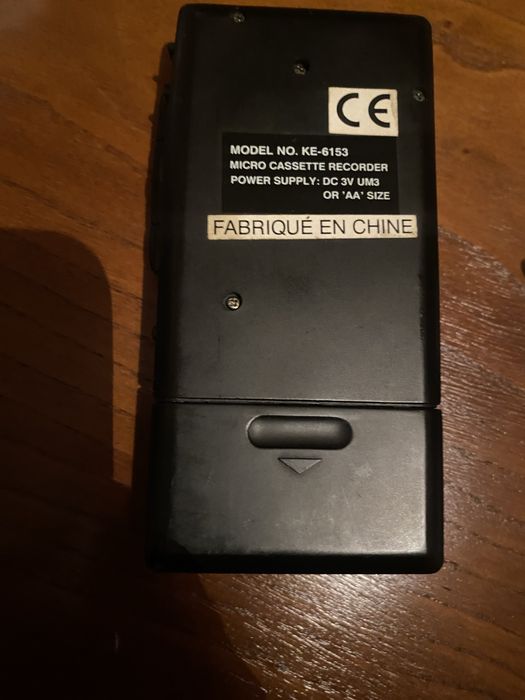 CE
MODEL NO. KE-6153
MICRO CASSETTE RECORDER
POWER SUPPLY: DC 3V UM3
OR 'AA' SIZE
FABRIQUÉ EN CHINE